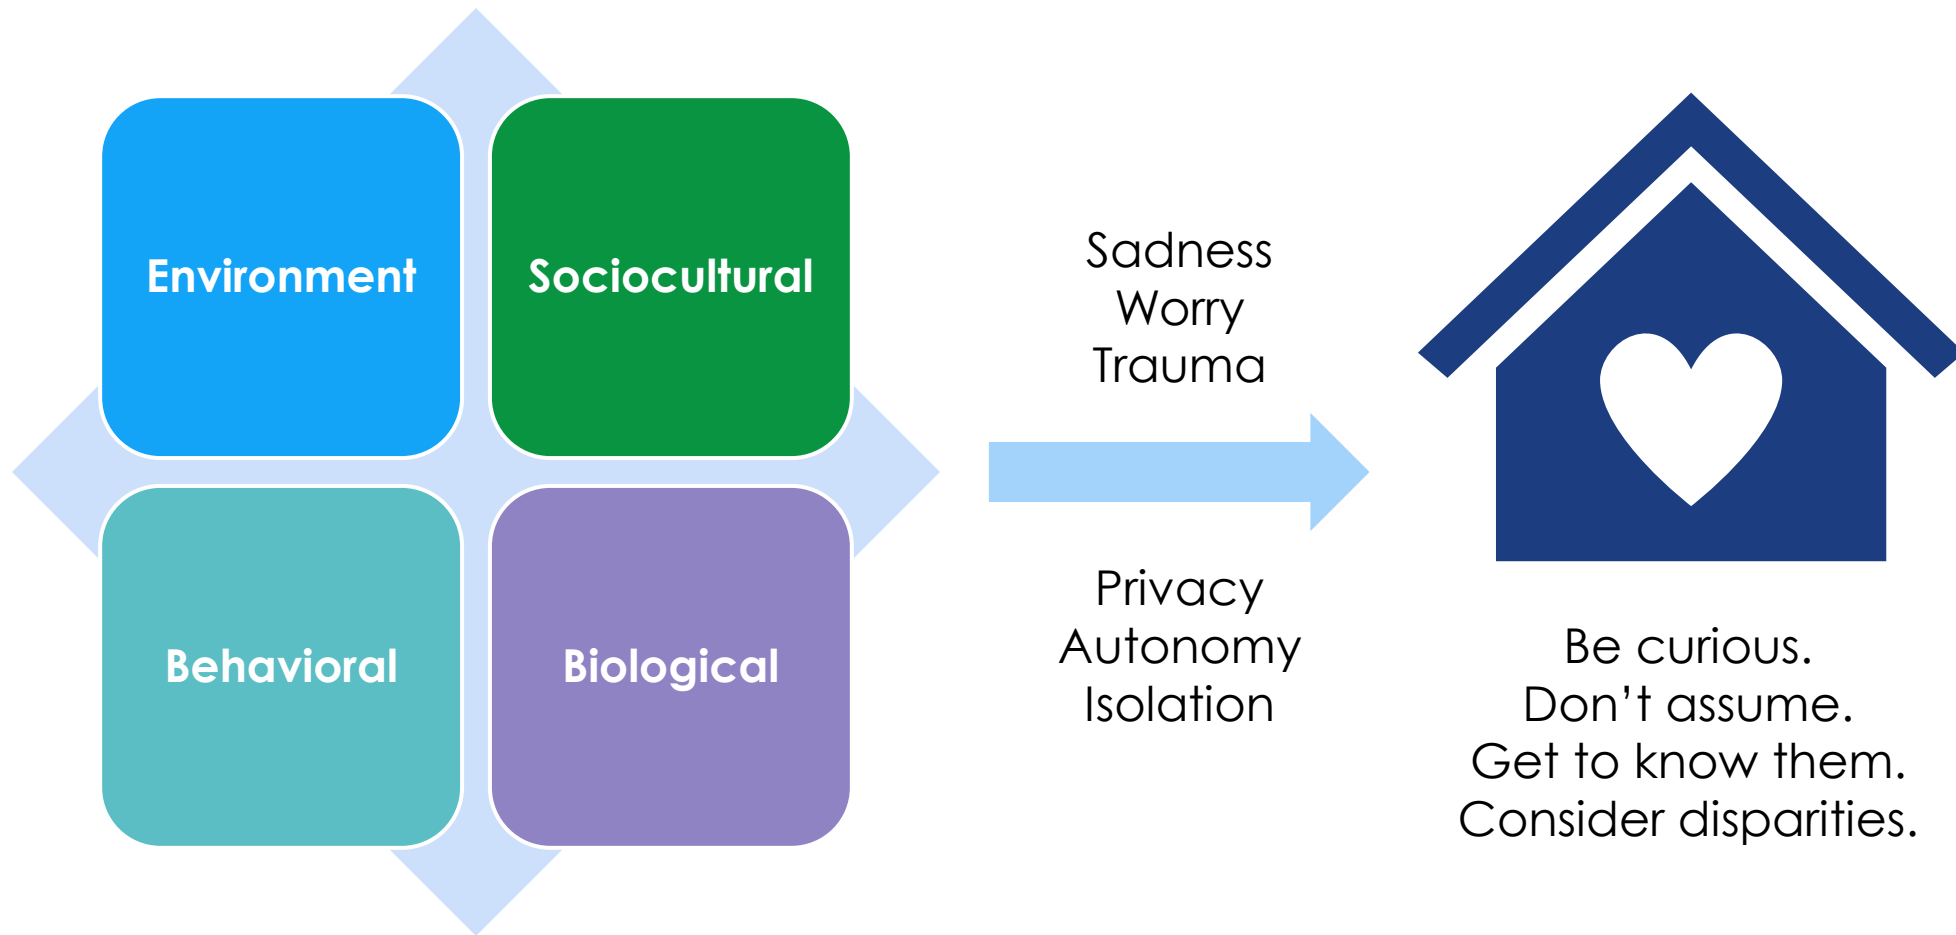 Environment
Sociocultural
Behavioral
Biological
Sadness
Worry
Trauma
Privacy
Autonomy
Isolation
Be curious.
Don’t assume.
Get to know them.
Consider disparities.